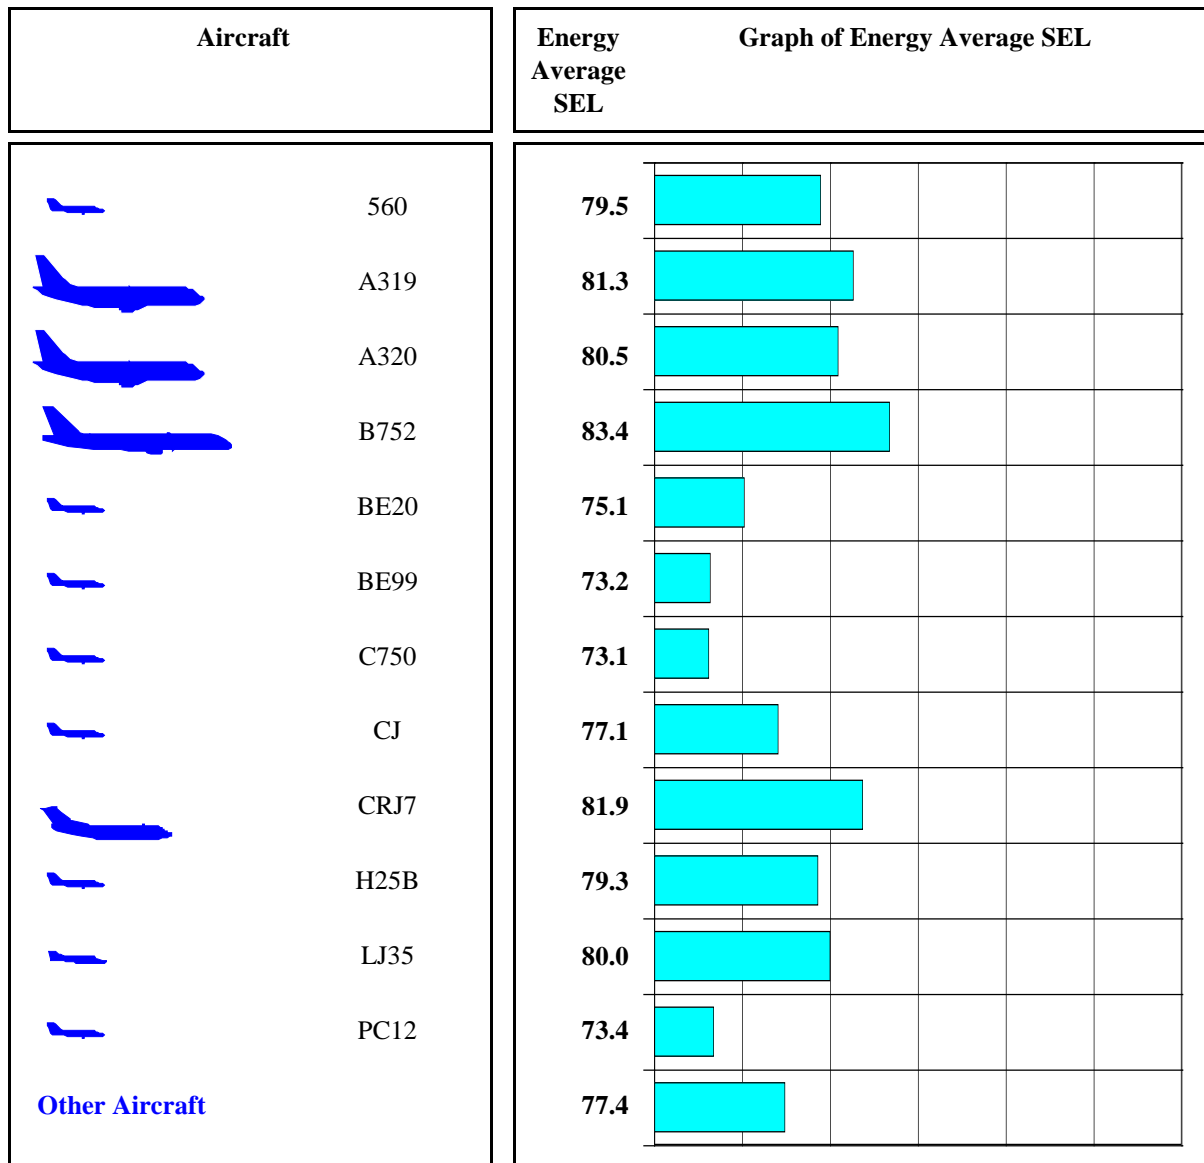 Aircraft
Energy
Average
SEL
Graph of Energy Average SEL
560 79.5
A319 81.3
A320 80.5
B752 83.4
BE20 75.1
BE99 73.2
C750 73.1
CJ 77.1
CRJ7 81.9
H25B 79.3
LJ35 80.0
PC12 73.4
Other Aircraft 77.4